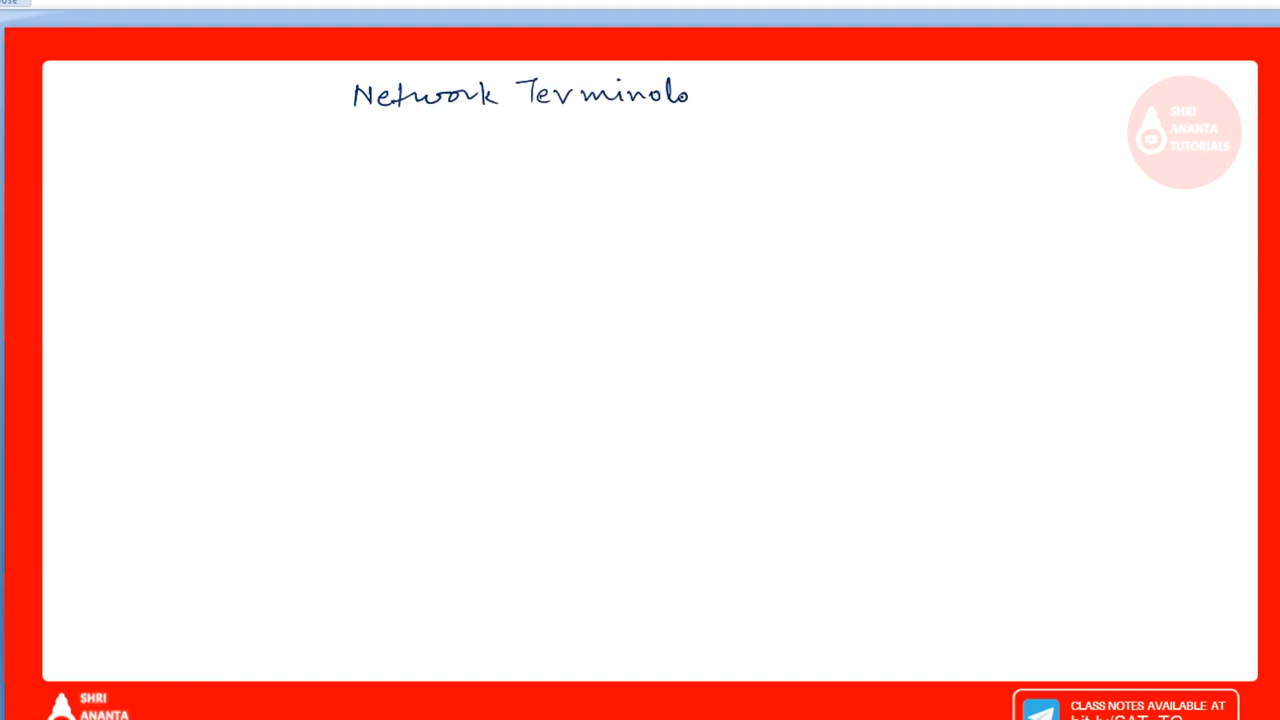 Network Terminolo
SHRI
ANANTA
TUTORIALS
SHRI
ANANTA
CLASS NOTES AVAILABLE AT